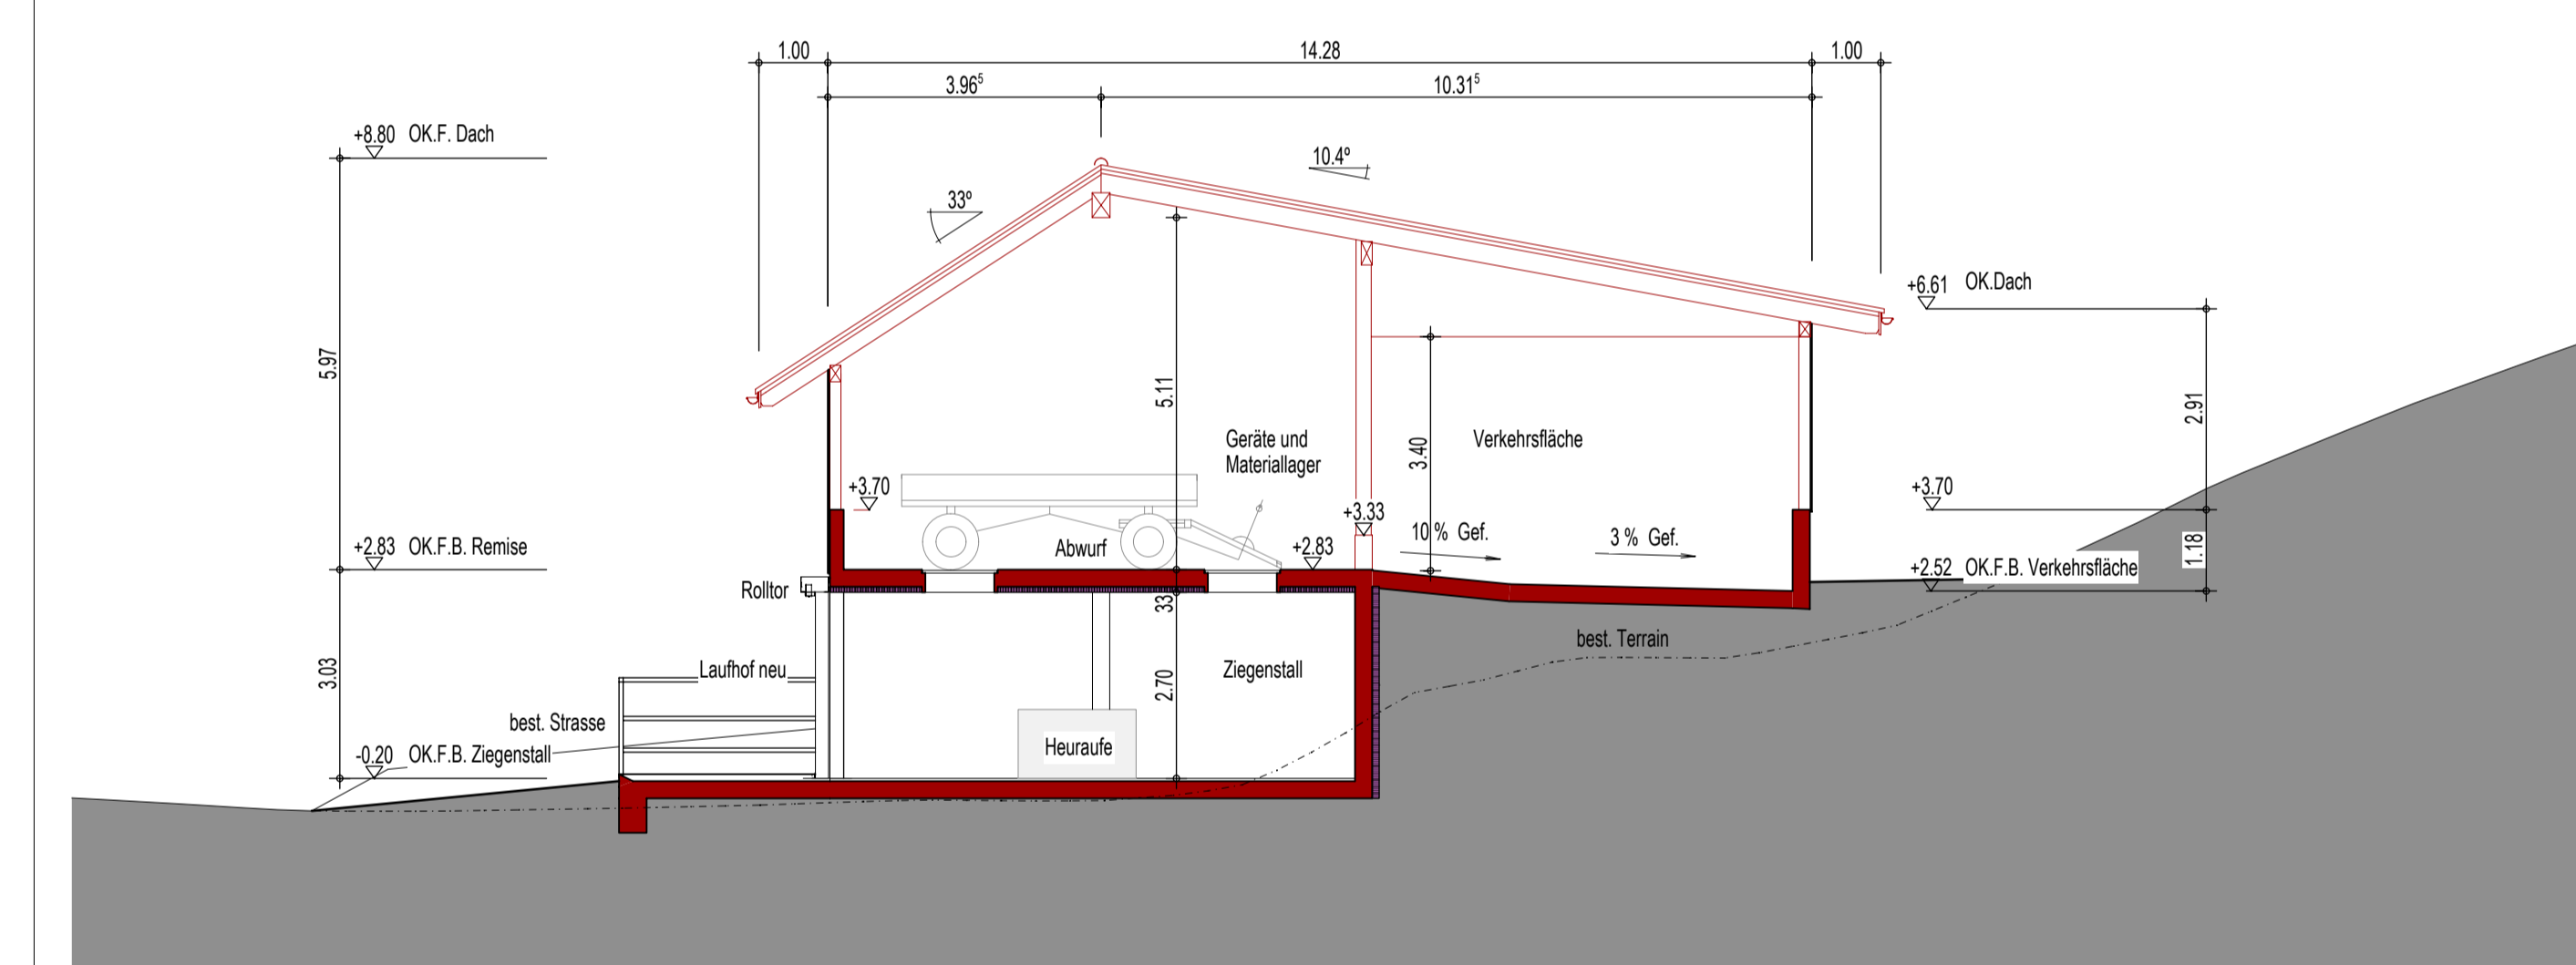 1.00 14.28 1.00
3.96⁵ 10.31⁵
+8.80 OK.F. Dach
10.4º
33º
+6.61 OK.Dach
5.97
5.11
2.91
Geräte und
Materiallager
Verkehrsfläche
3.40
+3.70
+3.70
+3.33
10 % Gef.
3 % Gef.
+2.83 OK.F.B. Remise
Abwurf
+2.83
1.18
+2.52 OK.F.B. Verkehrsfläche
Rolltor
33
best. Terrain
3.03
Laufhof neu
2.70
Ziegenstall
best. Strasse
Heuraufe
-0.20 OK.F.B. Ziegenstall